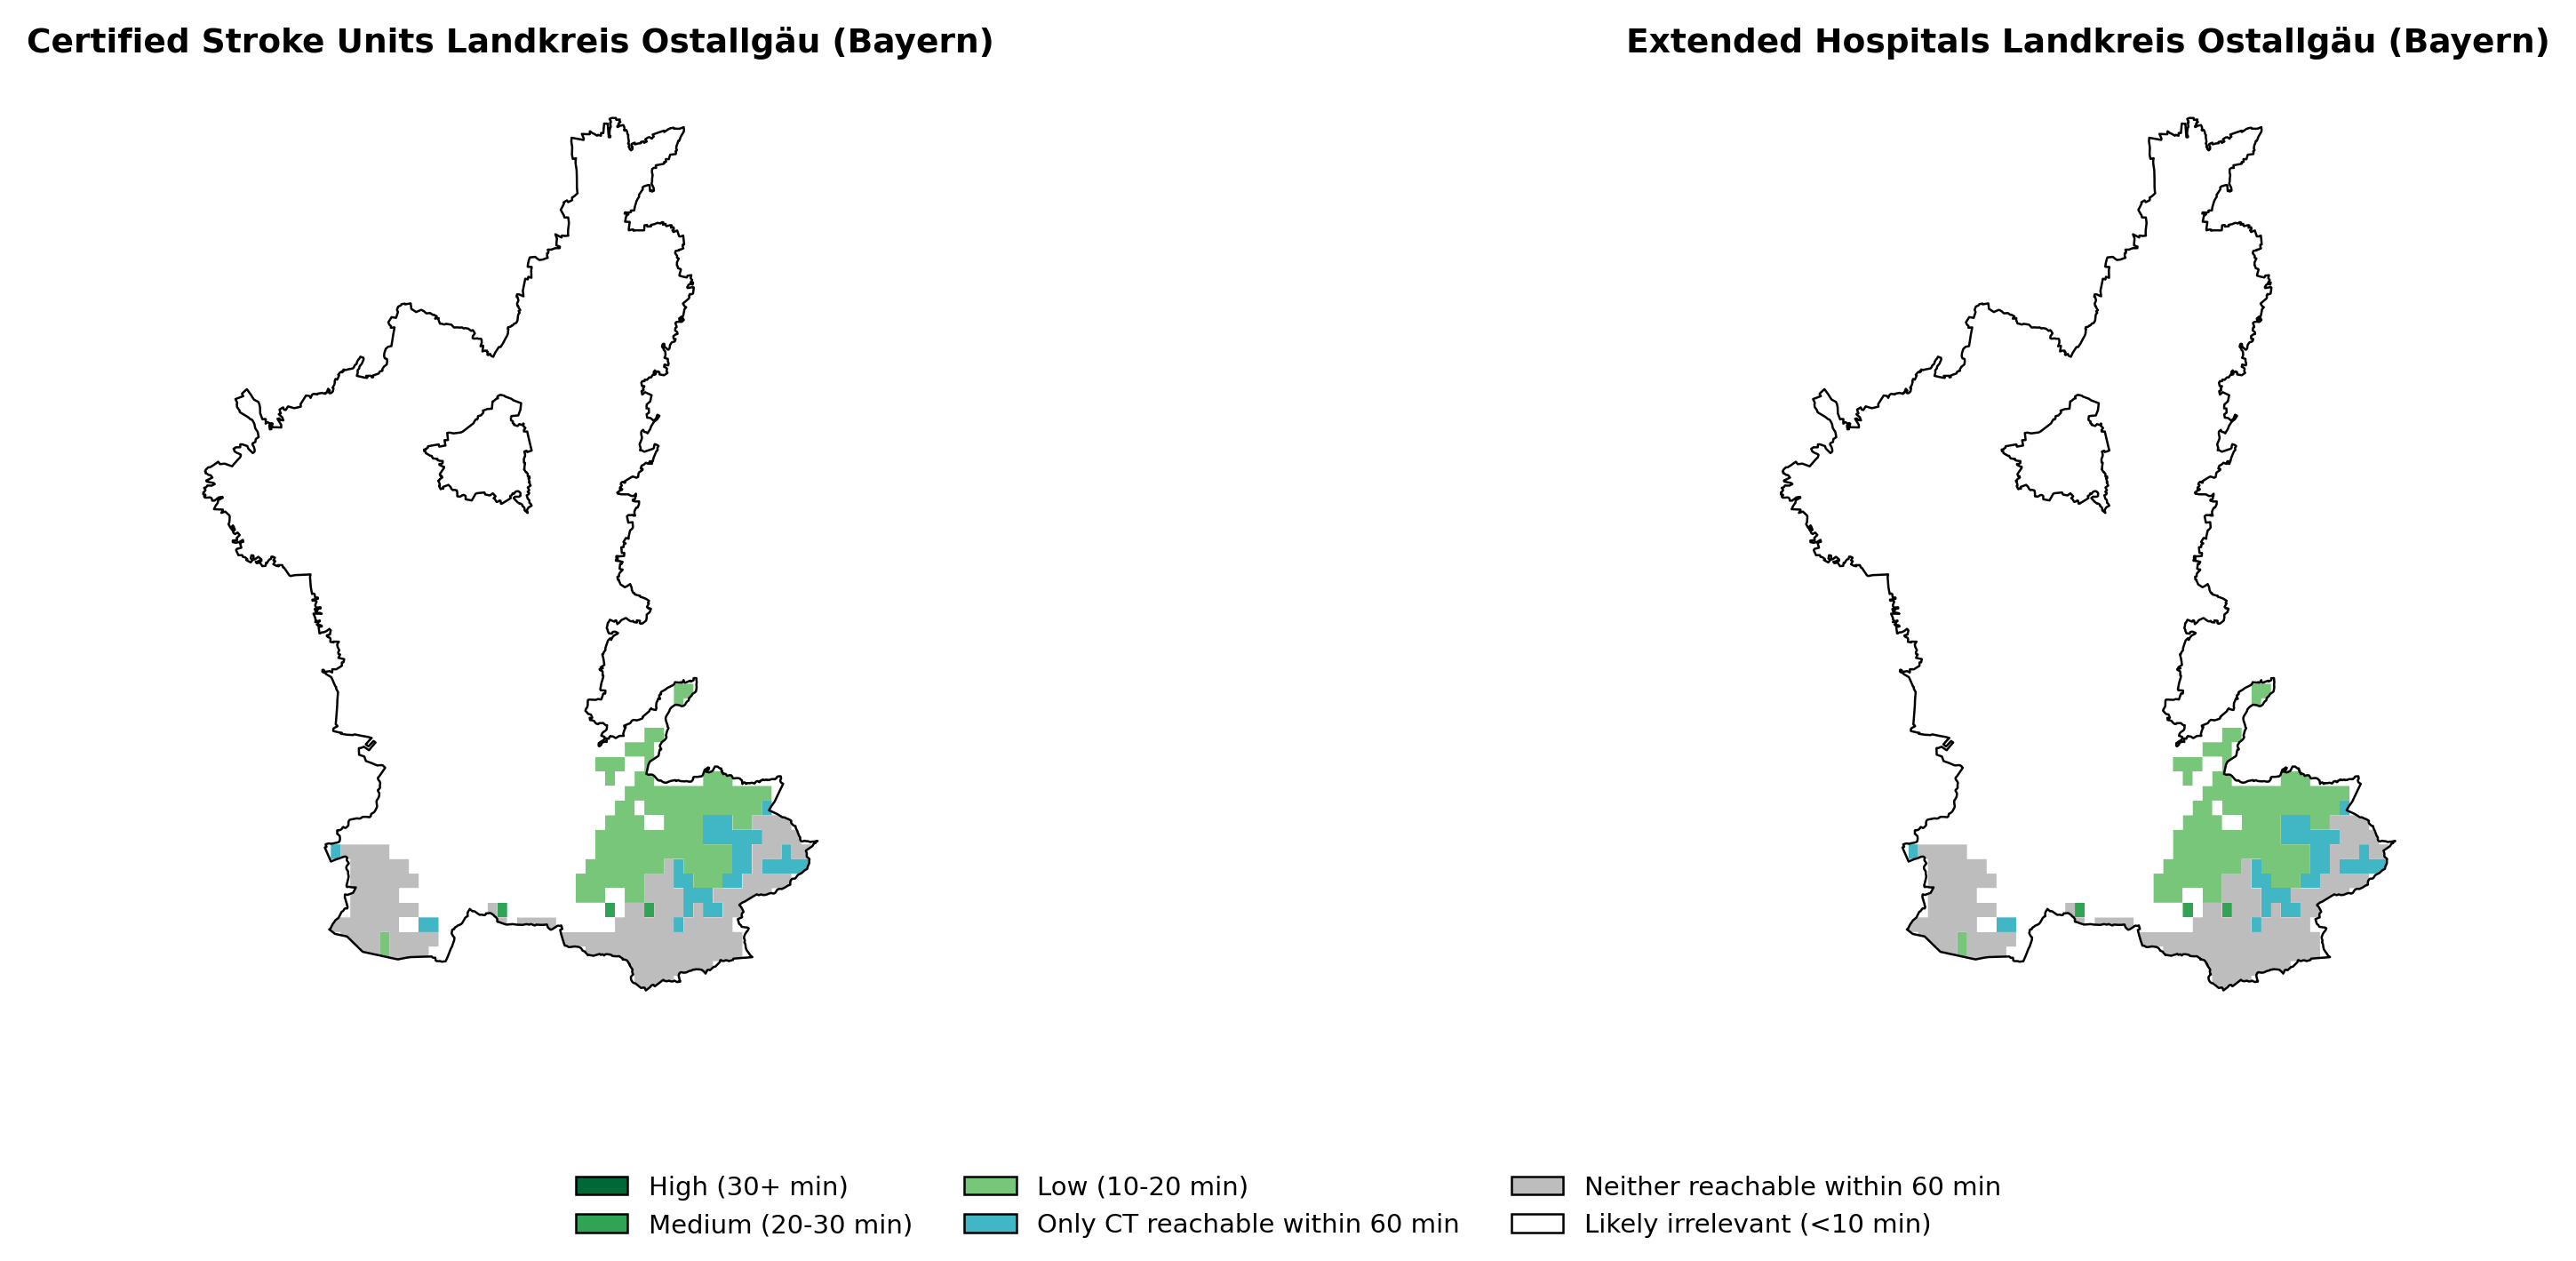 Certified Stroke Units Landkreis Ostallgäu (Bayern)
Extended Hospitals Landkreis Ostallgäu (Bayern)
High (30+ min)
Medium (20-30 min)
Low (10-20 min)
Only CT reachable within 60 min
Neither reachable within 60 min
Likely irrelevant (<10 min)